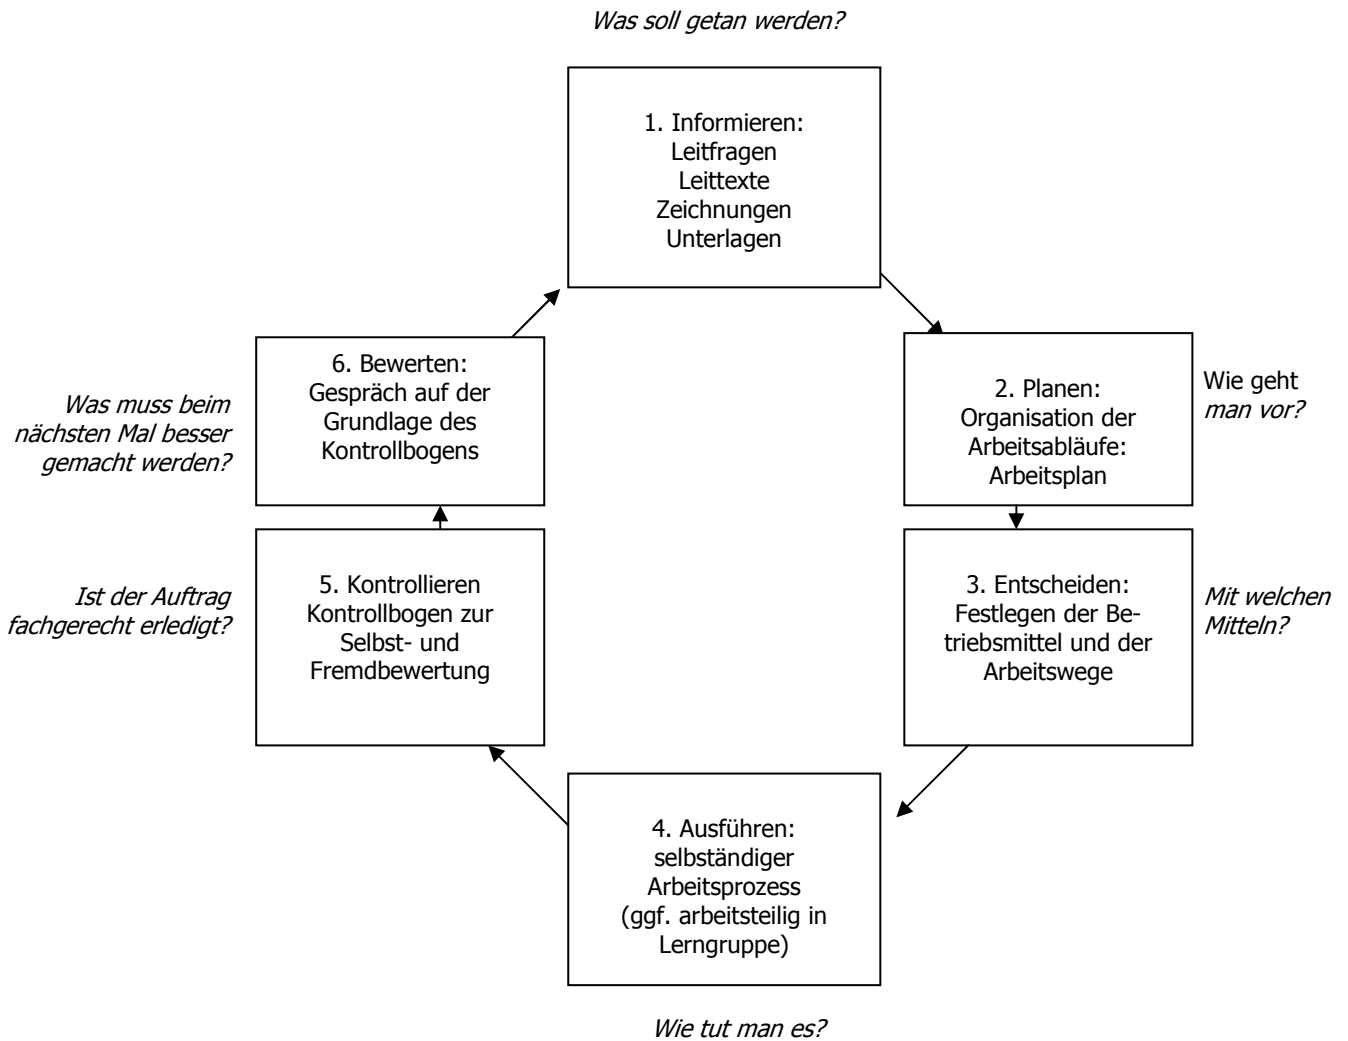 Was soll getan werden?
1. Informieren:
Leitfragen
Leittexte
Zeichnungen
Unterlagen
2. Planen:
Organisation der
Arbeitsabläufe:
Arbeitsplan
Wie geht
man vor?
3. Entscheiden:
Festlegen der Be-
triebsmittel und der
Arbeitswege
Mit welchen
Mitteln?
4. Ausführen:
selbständiger
Arbeitsprozess
(ggf. arbeitsteilig in
Lerngruppe)
Wie tut man es?
5. Kontrollieren
Kontrollbogen zur
Selbst- und
Fremdbewertung
Ist der Auftrag
fachgerecht erledigt?
6. Bewerten:
Gespräch auf der
Grundlage des
Kontrollbogens
Was muss beim
nächsten Mal besser
gemacht werden?